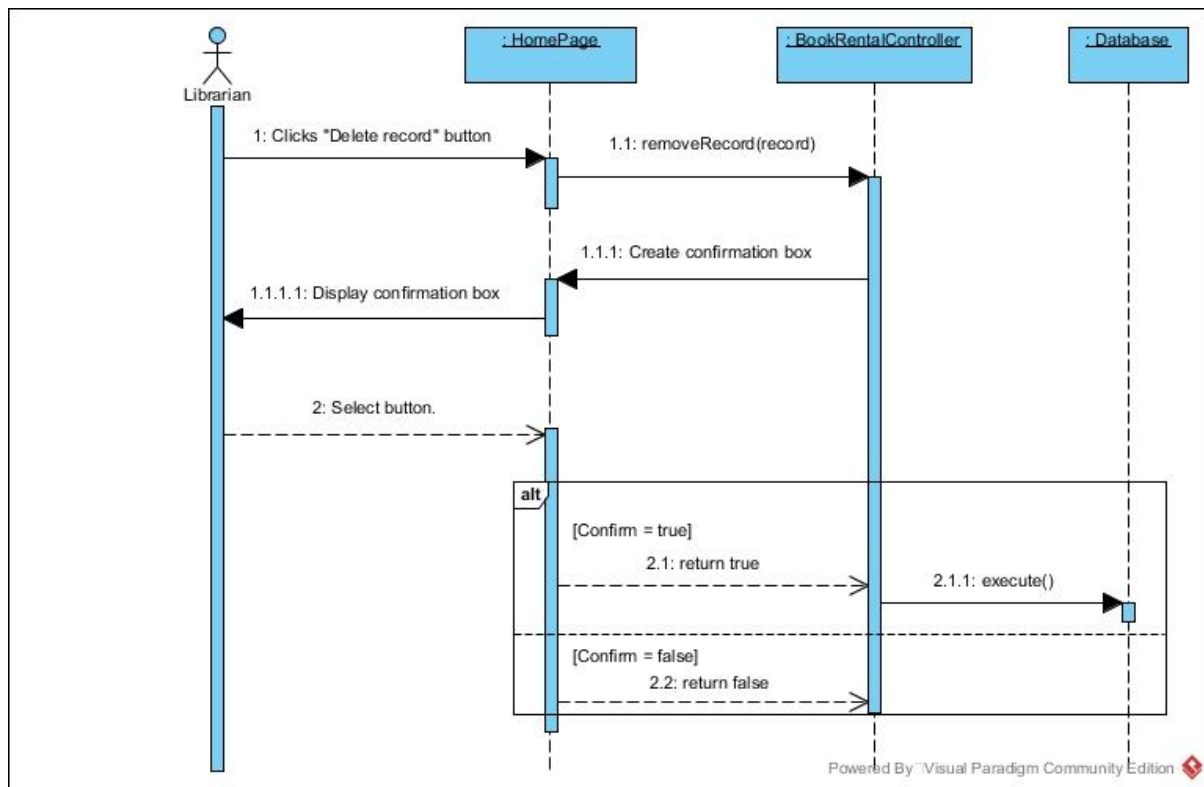 : HomePage
: BookRentalController
: Database
Librarian
1: Clicks "Delete record" button
1.1: removeRecord(record)
1.1.1: Create confirmation box
1.1.1.1: Display confirmation box
2: Select button.
alt
[Confirm = true]
2.1: return true
2.1.1: execute()
[Confirm = false]
2.2: return false
Powered By Visual Paradigm Community Edition